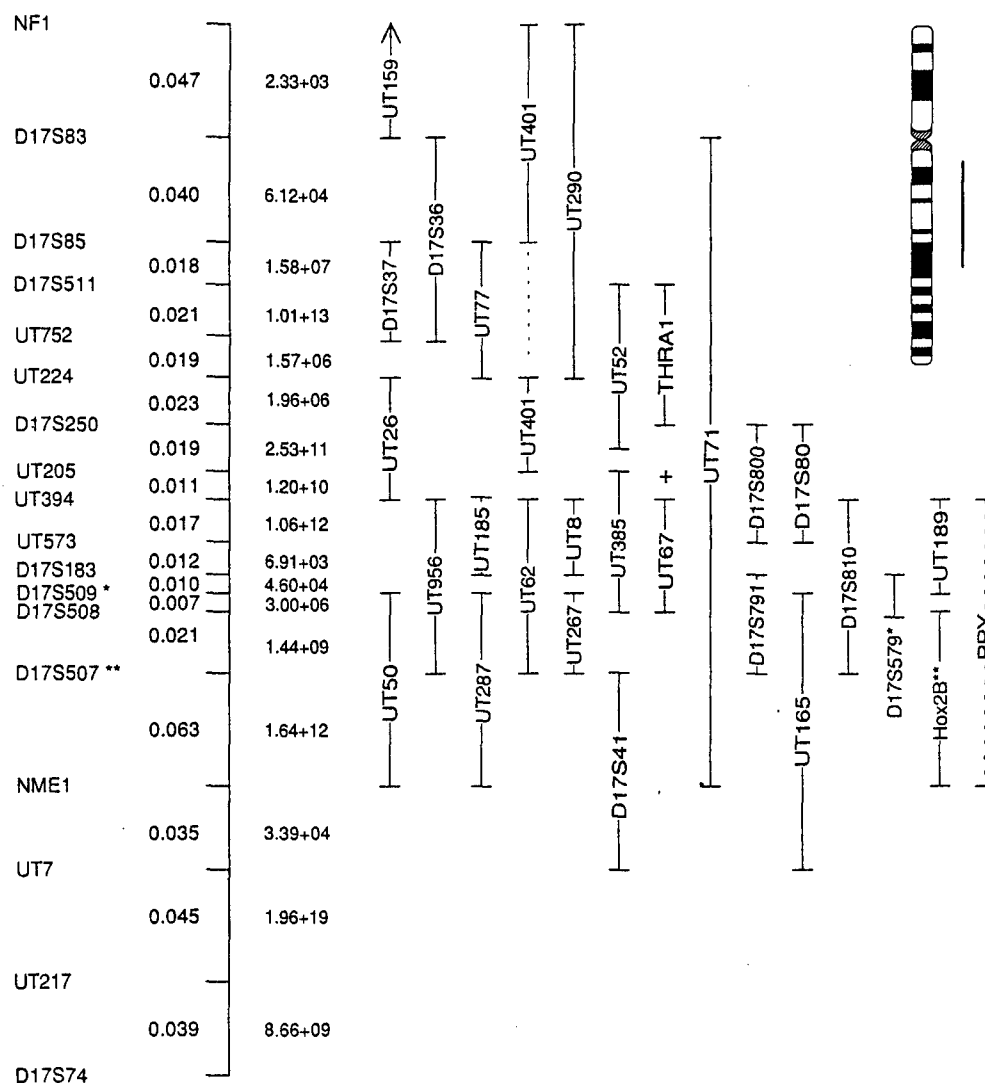 NF1
0.047 2.33+03
D17S83
0.040 6.12+04
D17S85
0.018 1.58+07
D17S511
0.021 1.01+13
UT752
0.019 1.57+06
UT224
0.023 1.96+06
D17S250
0.019 2.53+11
UT205
0.011 1.20+10
UT394
0.017 1.06+12
UT573
0.012 6.91+03
D17S183
0.010 4.60+04
D17S509 *
0.007 3.00+06
D17S508
0.021 1.44+09
D17S507 **
0.063 1.64+12
NME1
0.035 3.39+04
UT7
0.045 1.96+19
UT217
0.039 8.66+09
D17S74
UT159
D17S37
UT26
UT50
D17S36
UT956
UT77
UT185
UT287
UT401
UT401
UT62
UT290
UT8
UT267
UT52
UT385
D17S41
THRA1
+
UT67
UT71
D17S800
D17S791
D17S80
UT165
D17S810
D17S579*
UT189
Hox2B**